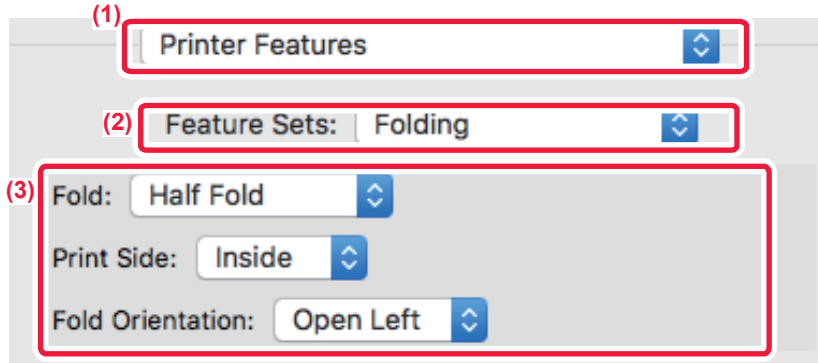 (1)
Printer Features
(2) Feature Sets: Folding
(3)
Fold: Half Fold
Print Side: Inside
Fold Orientation: Open Left